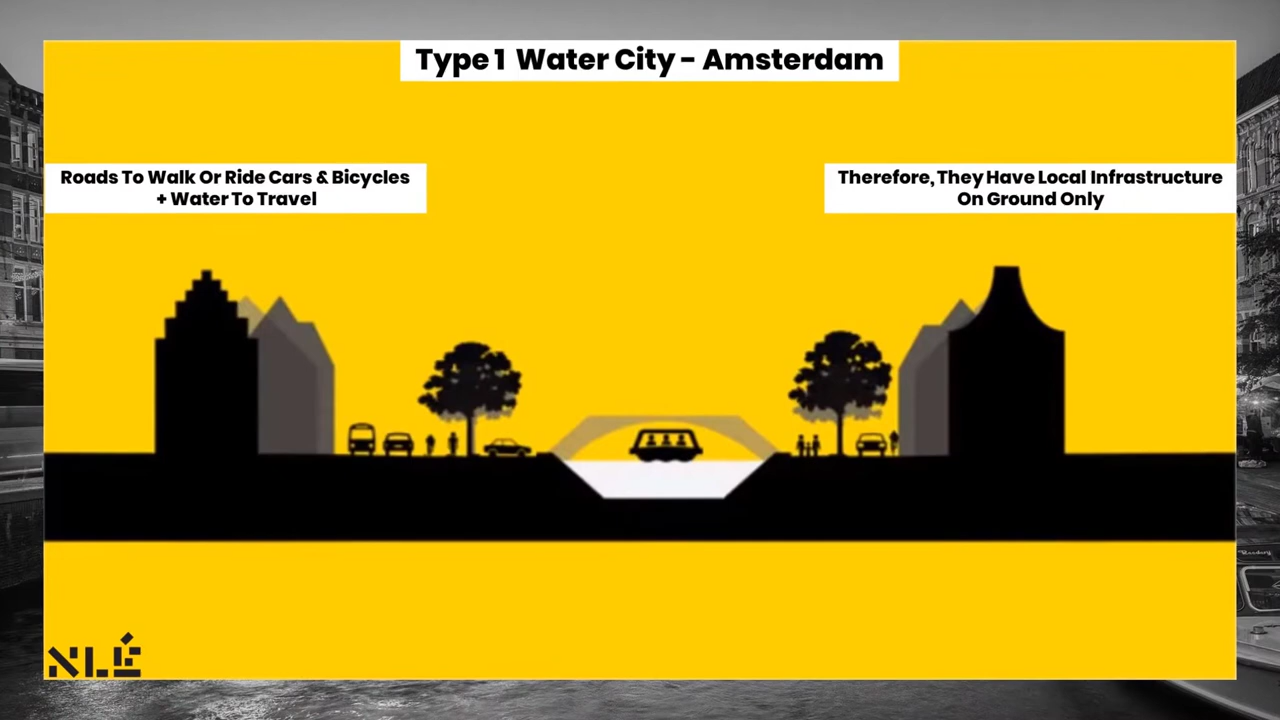 Type 1 Water City - Amsterdam
Roads To Walk Or Ride Cars & Bicycles
+ Water To Travel
Therefore, They Have Local Infrastructure
On Ground Only
NLÉ